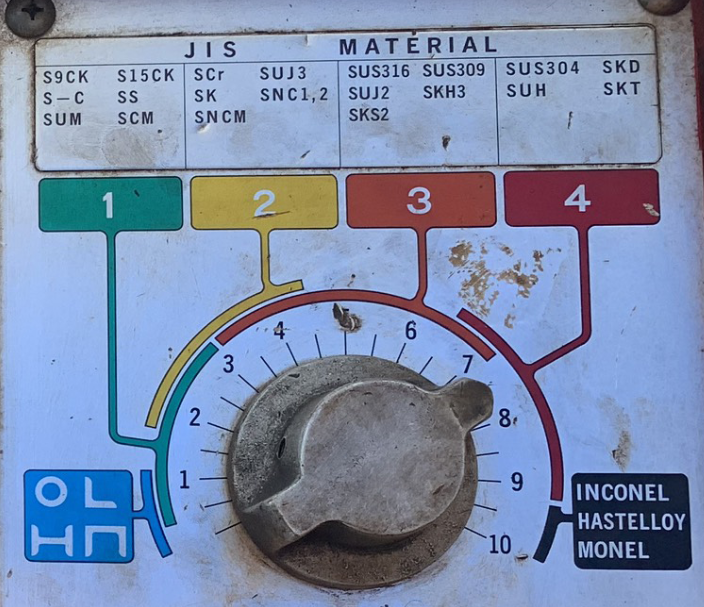 JIS MATERIAL
S9CK S15CK SCr SUJ3 SUS316 SUS309 SUS304 SKD
S–C SS SK SNC1,2 SUJ2 SKH3 SUH SKT
SUM SCM SNCM SKS2
1 2 3 4
4 6
3 7
2 8
1 9
10
INCONEL
HASTELLOY
MONEL